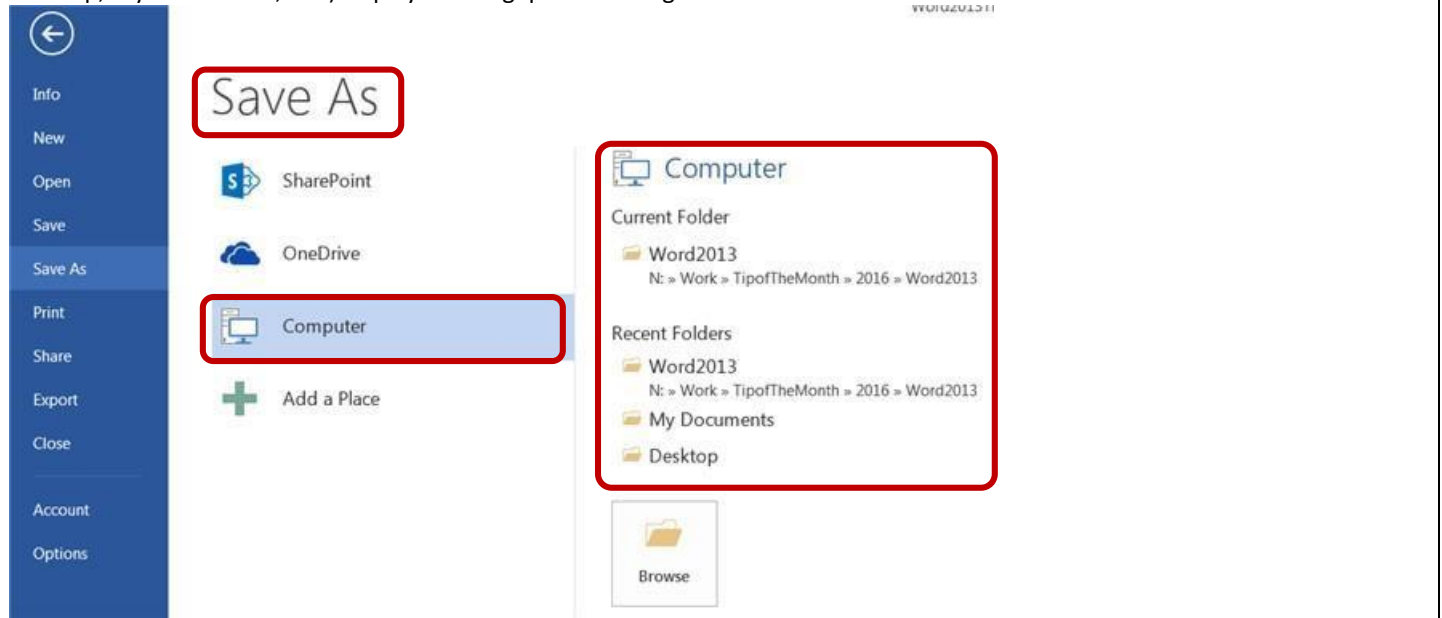 Info
New
Open
Save
Save As
Print
Share
Export
Close
Account
Options
Save As
SharePoint
OneDrive
Computer
Add a Place
Computer
Current Folder
Word2013
N: » Work » TipofTheMonth » 2016 » Word2013
Recent Folders
Word2013
N: » Work » TipofTheMonth » 2016 » Word2013
My Documents
Desktop
Browse